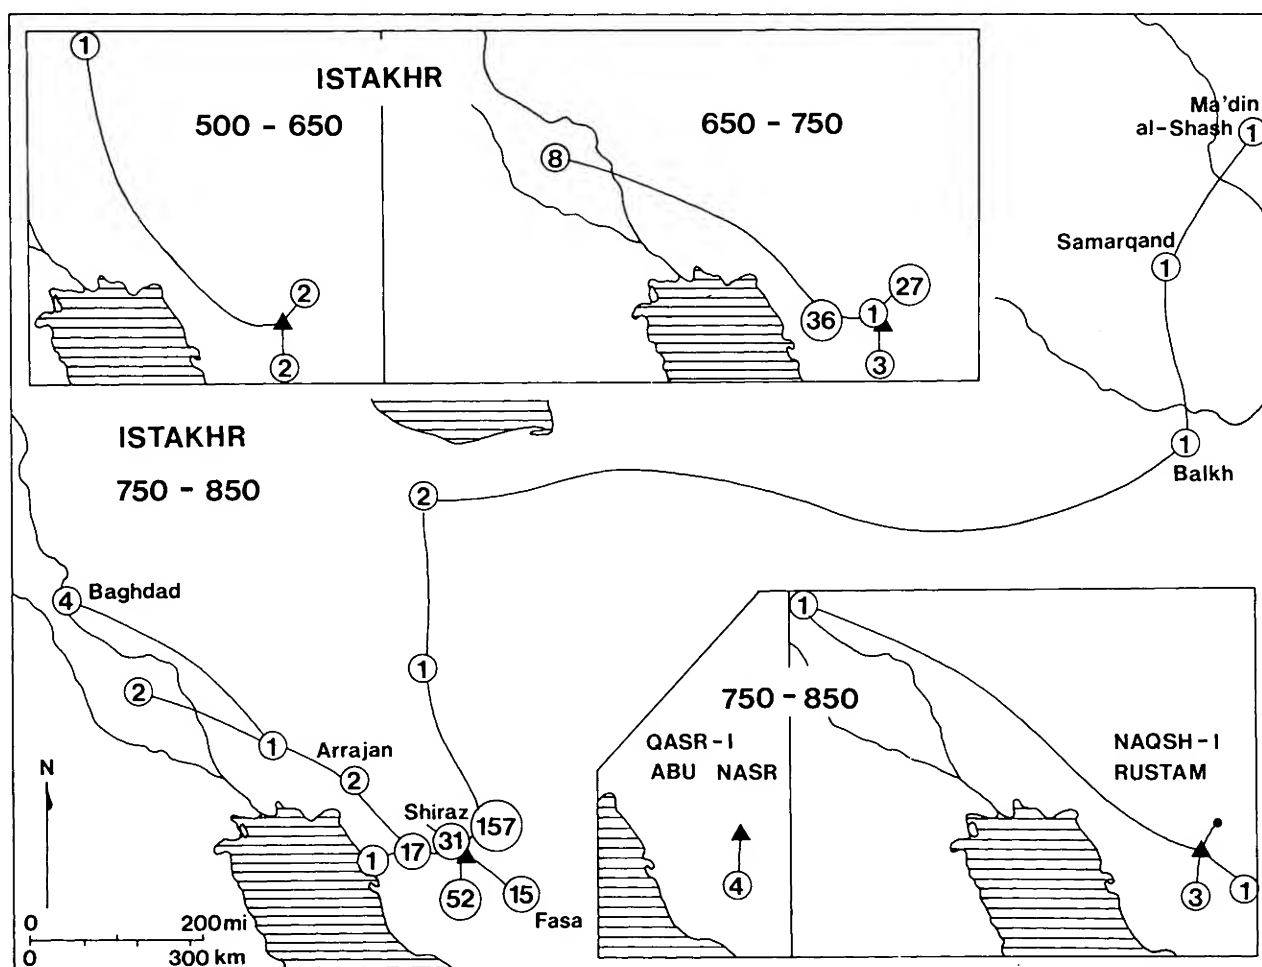 1
ISTAKHR
500 - 650
2
2
650 - 750
8
36
1
27
3
Ma'din
al-Shash 1
Samarqand
1
1
Balkh
ISTAKHR
750 - 850
2
4 Baghdad
1
2
1
Arrajan
2
Shiraz
1
17
31
157
52
15
Fasa
N
0 200mi
0 300 km
750 - 850
QASR-I
ABU NASR
4
1
NAQSH-I
RUSTAM
3
1